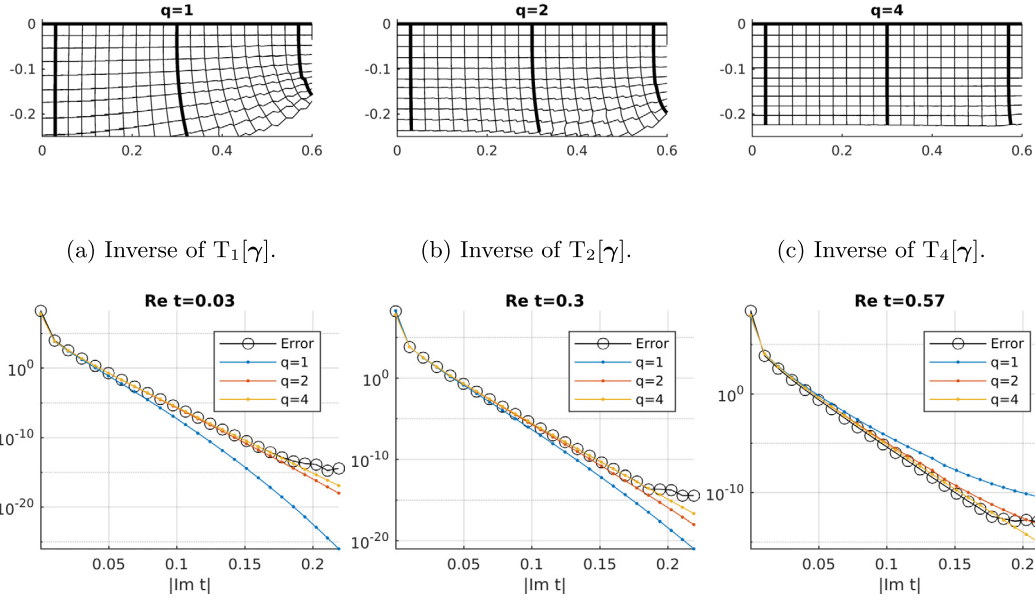 q=1
q=2
q=4
0
-0.1
-0.2
0
0.2
0.4
0.6
0
-0.1
-0.2
0
0.2
0.4
0.6
0
-0.1
-0.2
0
0.2
0.4
0.6
(a) Inverse of T₁[γ].
(b) Inverse of T₂[γ].
(c) Inverse of T₄[γ].
Re t=0.03
Error
q=1
q=2
q=4
10⁰
10⁻¹⁰
10⁻²⁰
0.05
0.1
0.15
0.2
|Im t|
Re t=0.3
Error
q=1
q=2
q=4
10⁰
10⁻¹⁰
10⁻²⁰
0.05
0.1
0.15
0.2
|Im t|
Re t=0.57
Error
q=1
q=2
q=4
10⁰
10⁻¹⁰
0.05
0.1
0.15
0.2
|Im t|